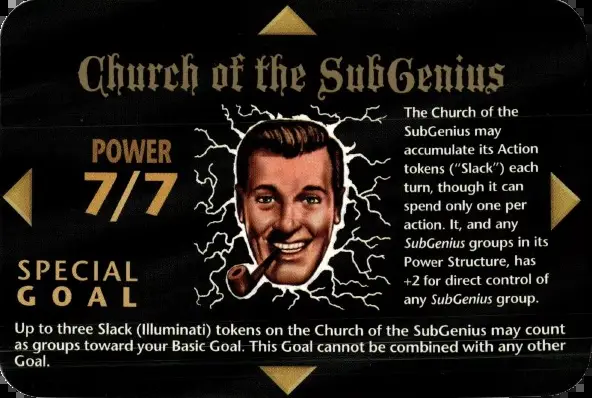 Church of the SubGenius
POWER
7/7
SPECIAL
GOAL
The Church of the
SubGenius may
accumulate its Action
tokens (“Slack”) each
turn, though it can
spend only one per
action. It, and any
SubGenius groups in its
Power Structure, has
+2 for direct control of
any SubGenius group.
Up to three Slack (Illuminati) tokens on the Church of the SubGenius may count
as groups toward your Basic Goal. This Goal cannot be combined with any other
Goal.